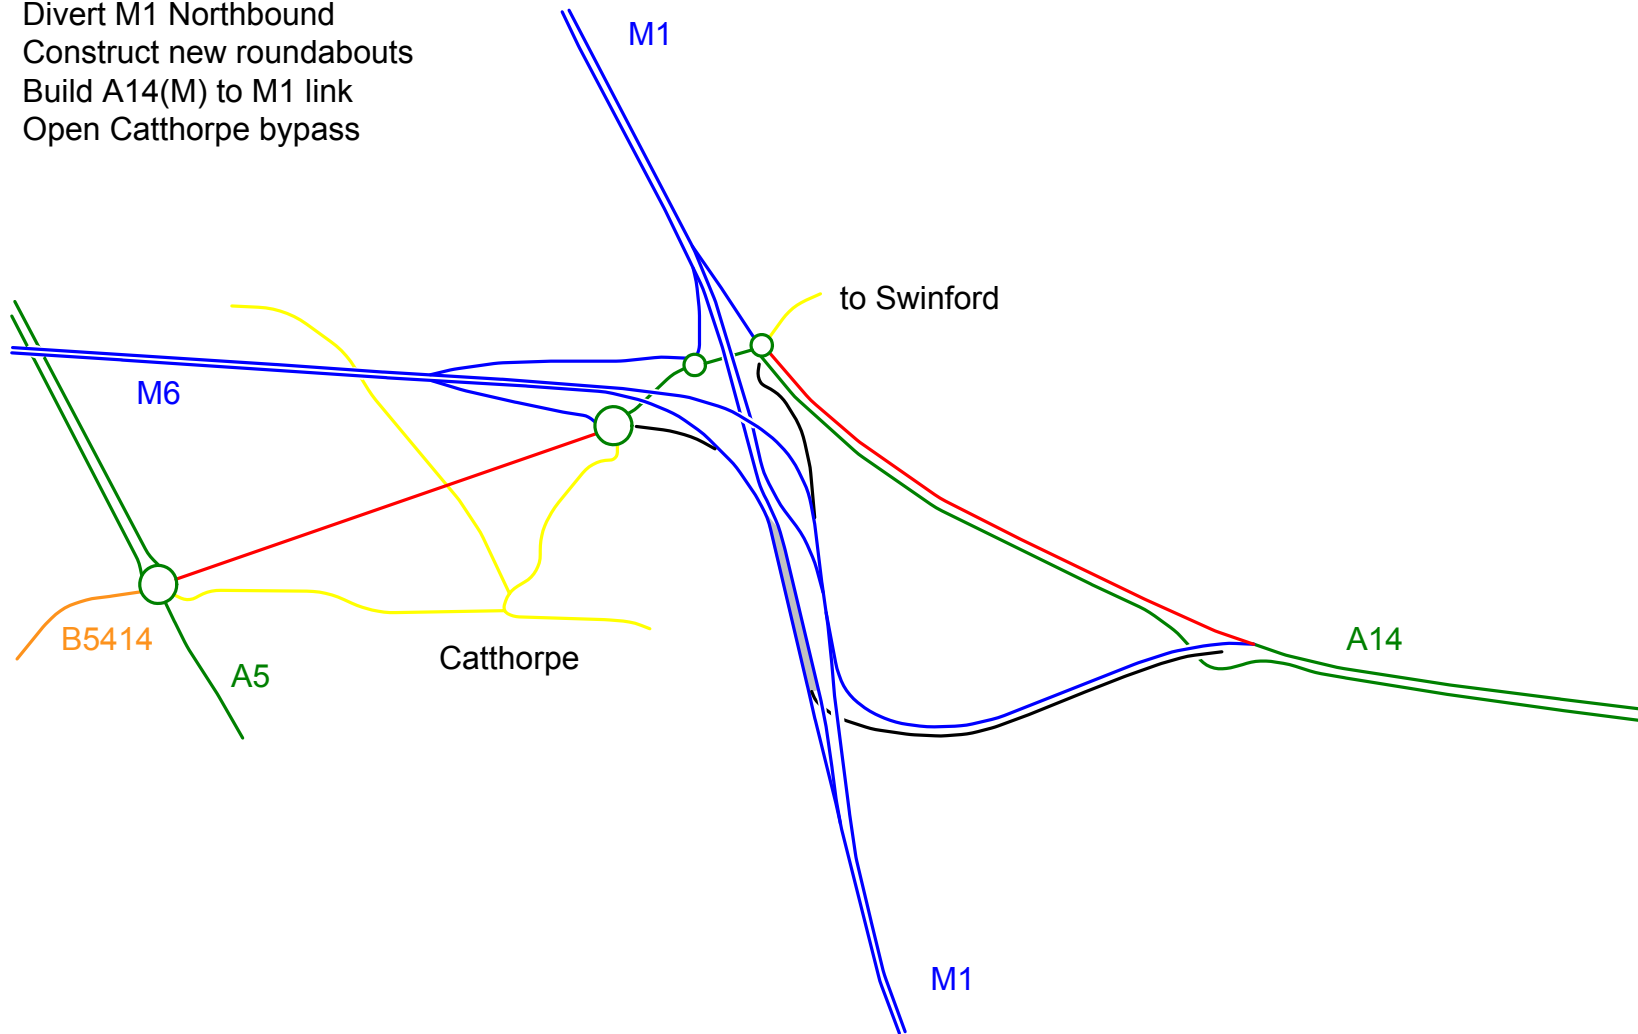 Divert M1 Northbound
Construct new roundabouts
Build A14(M) to M1 link
Open Catthorpe bypass
M1
to Swinford
M6
B5414
A5
Catthorpe
A14
M1